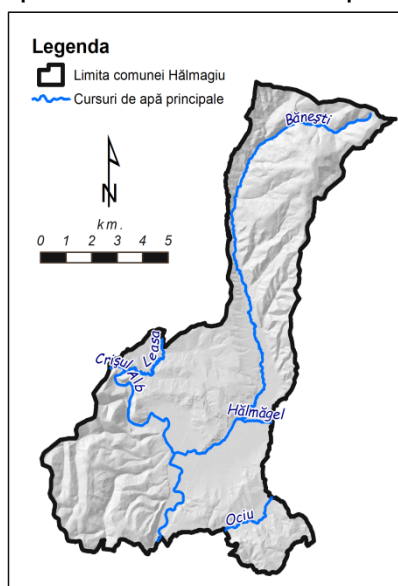 Legenda
Limita comunei Hălmagiu
Cursuri de apă principale
N
km.
0 1 2 3 4 5
Bănești
Leasa
Crișul Alb
Hălmăgel
Ociu